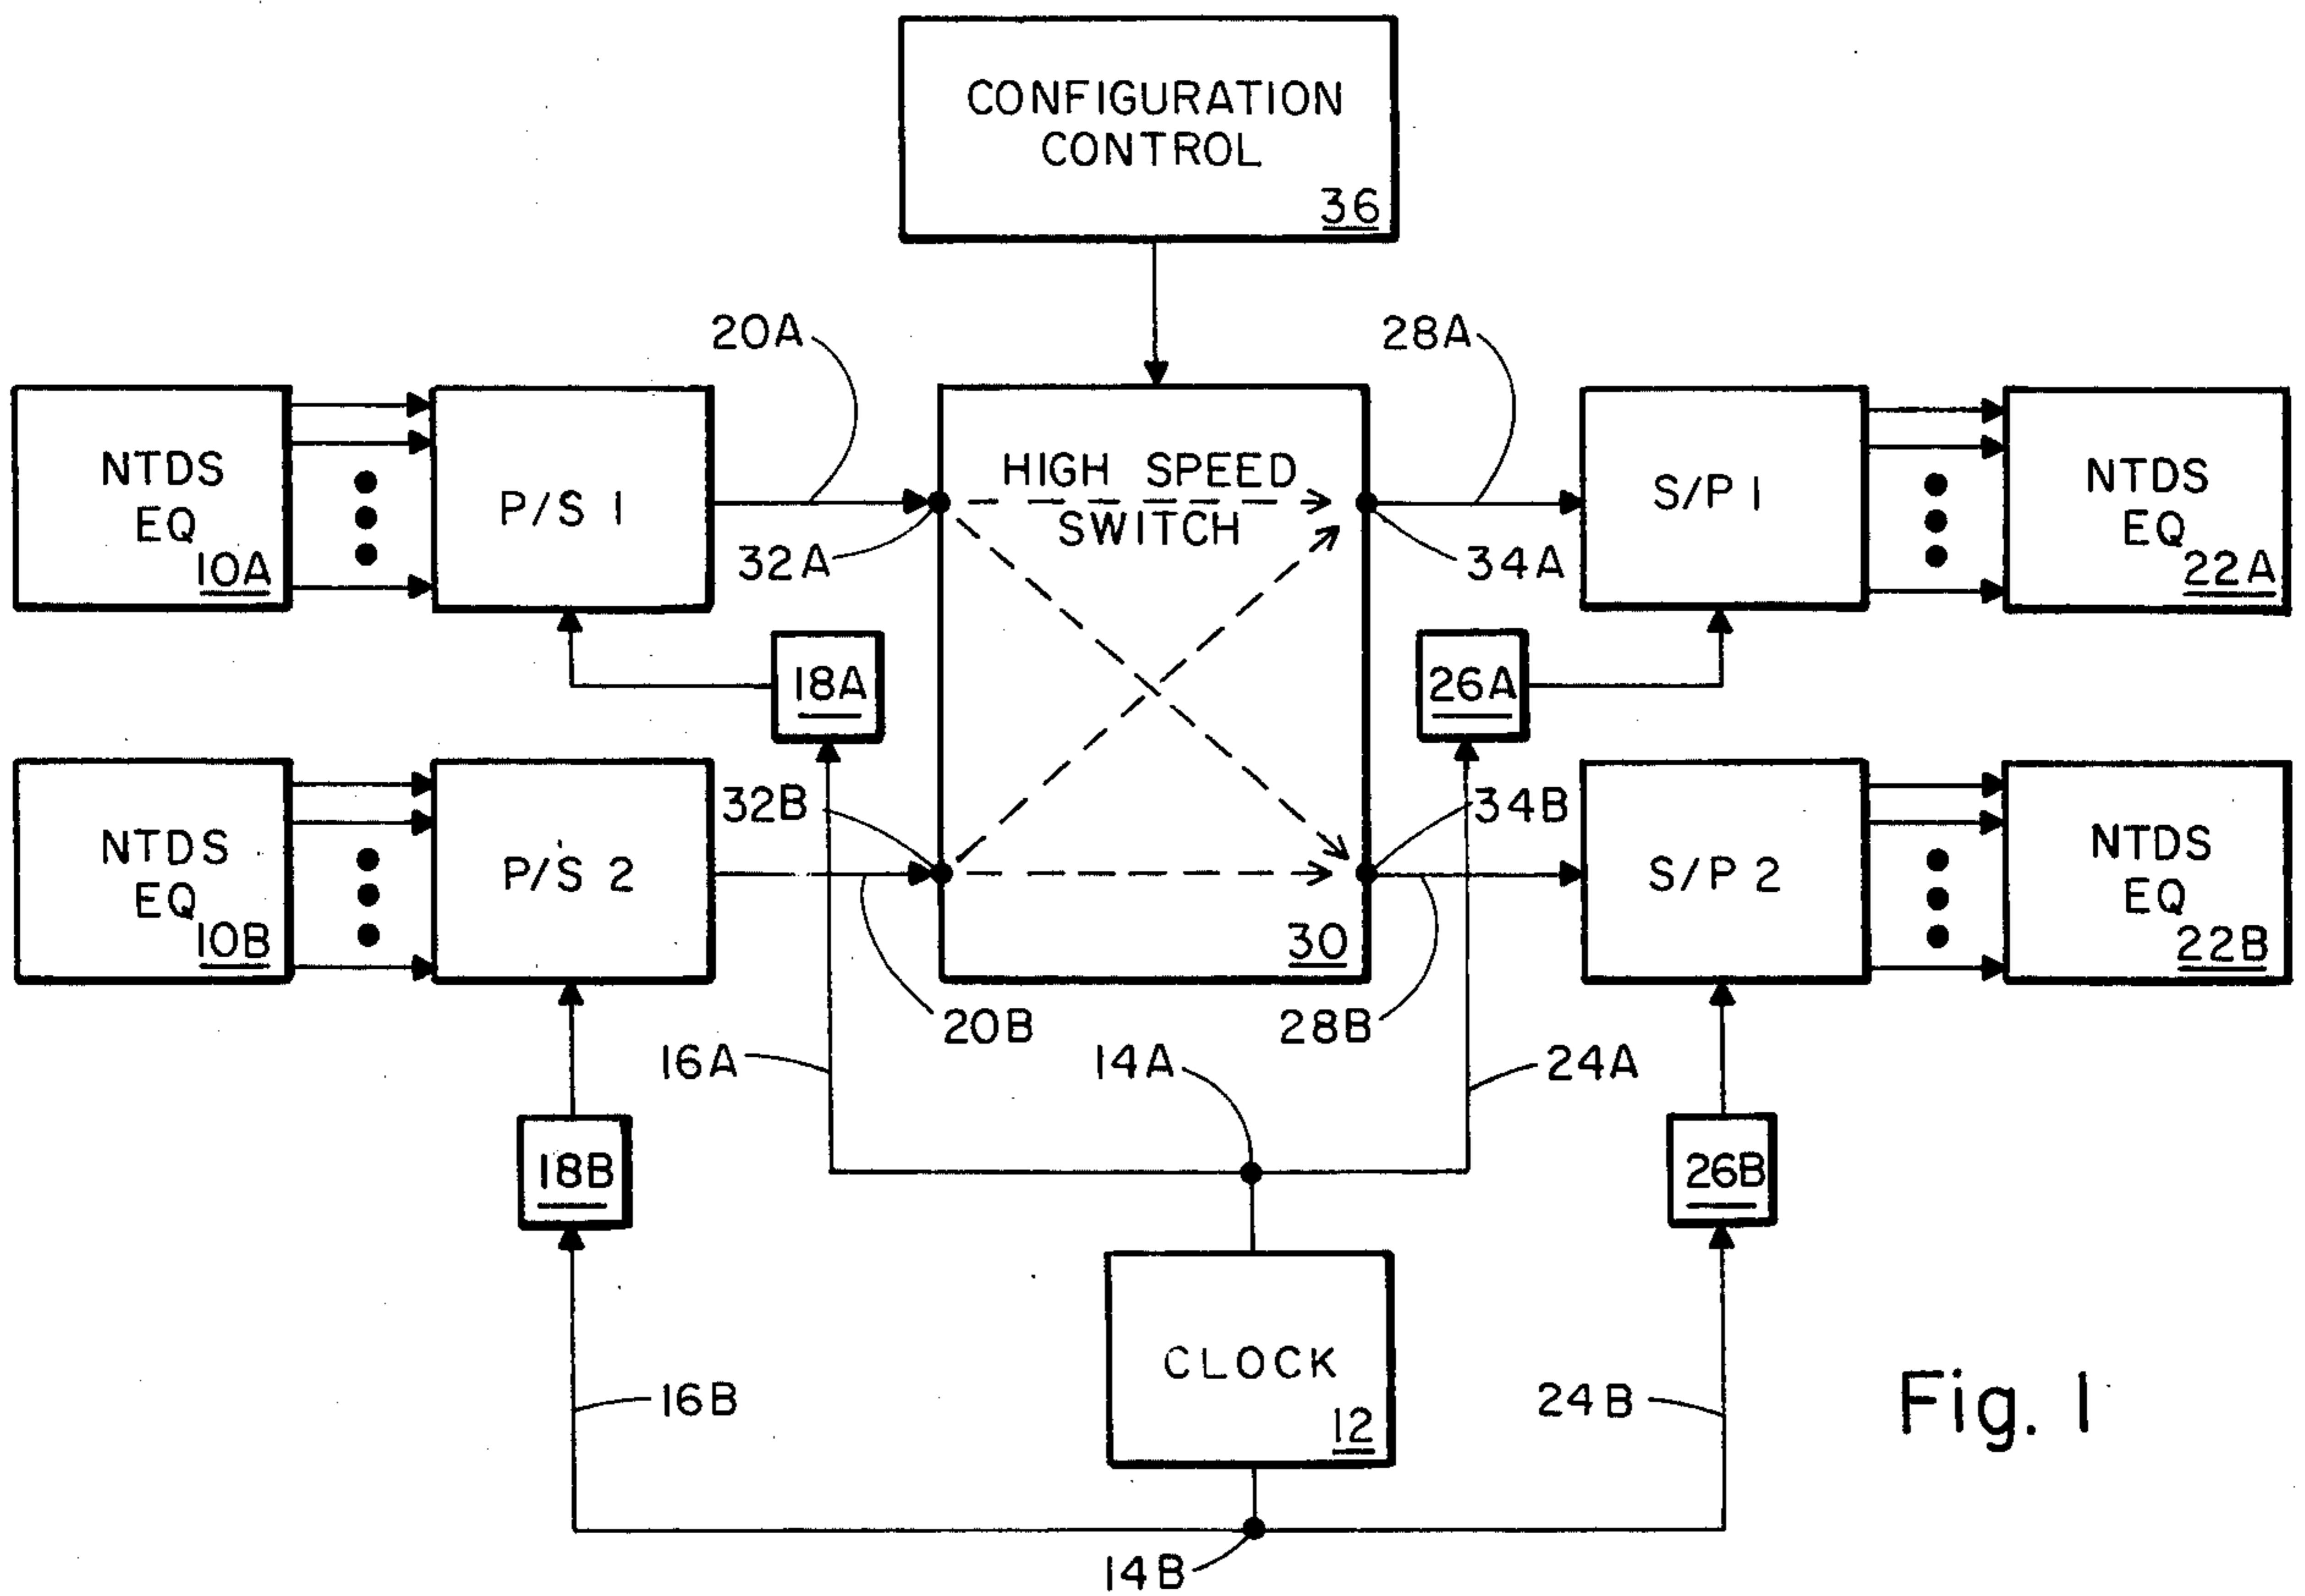 CONFIGURATION
CONTROL
36
20A
28A
NTDS
EQ
10A
P/S 1
HIGH SPEED
SWITCH
32A
34A
S/P 1
NTDS
EQ
22A
18A
26A
NTDS
EQ
10B
P/S 2
32B
34B
30
S/P 2
NTDS
EQ
22B
20B
28B
16A
14A
24A
18B
26B
CLOCK
12
16B
24B
14B
Fig. 1